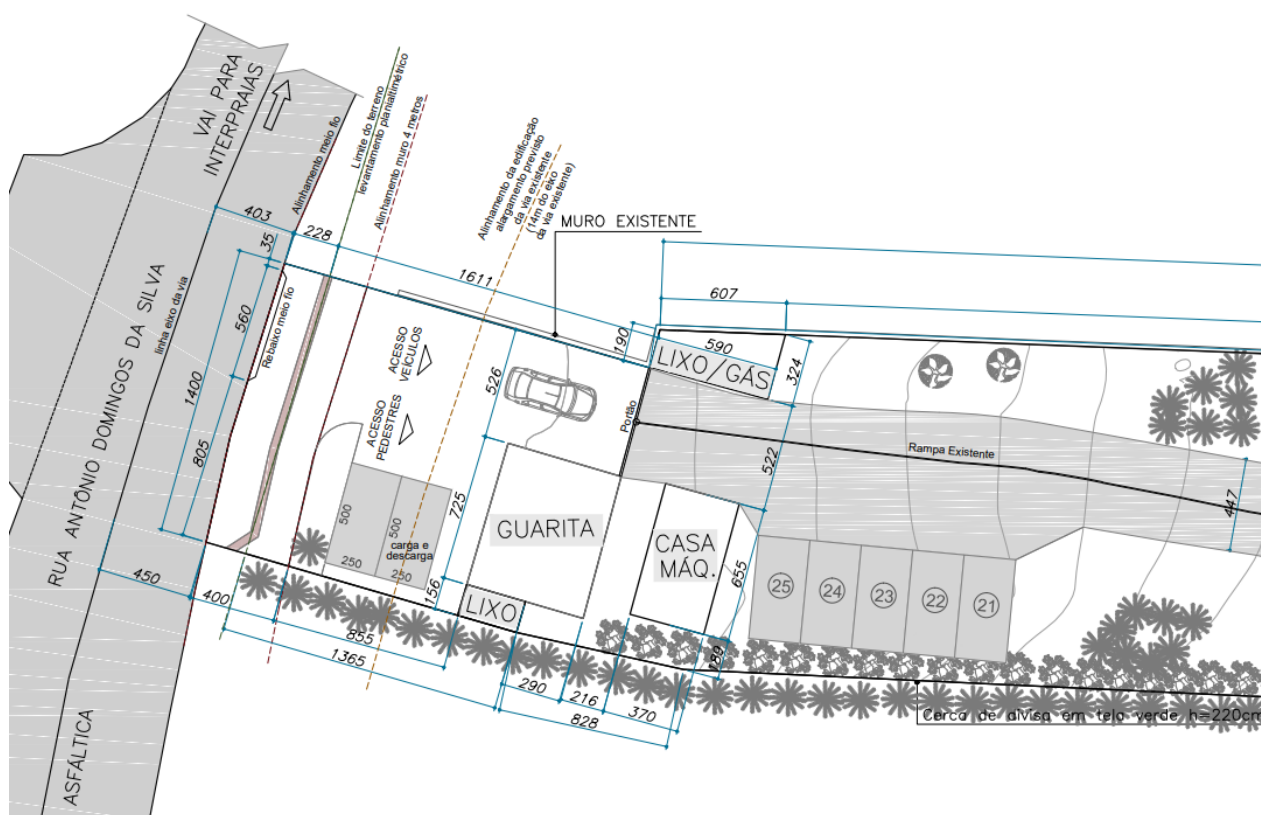 VAI PARA
INTERPRAIAS
Alinhamento meio fio
Limite do terreno
levantamento planialtimétrico
Alinhamento muro 4 metros
Alinhamento da edificação
alargamento previsto
da via existente
(14m do eixo
da via existente)
MURO EXISTENTE
403
228
35
1611
607
560
1400
805
RUA ANTÔNIO DOMINGOS DA SILVA
linha eixo da via
Rebaixo meio fio
ACESSO
VEÍCULOS
ACESSO
PEDESTRES
526
190
590
LIXO/GÁS
324
Portão
Rampa Existente
522
447
725
GUARITA
CASA
MÁQ.
655
500
500
carga e
descarga
250
250
156
LIXO
25
24
23
22
21
450
400
855
1365
290
216
370
828
189
Cerca de divisa em tela verde h=220cm
ASFÁLTICA